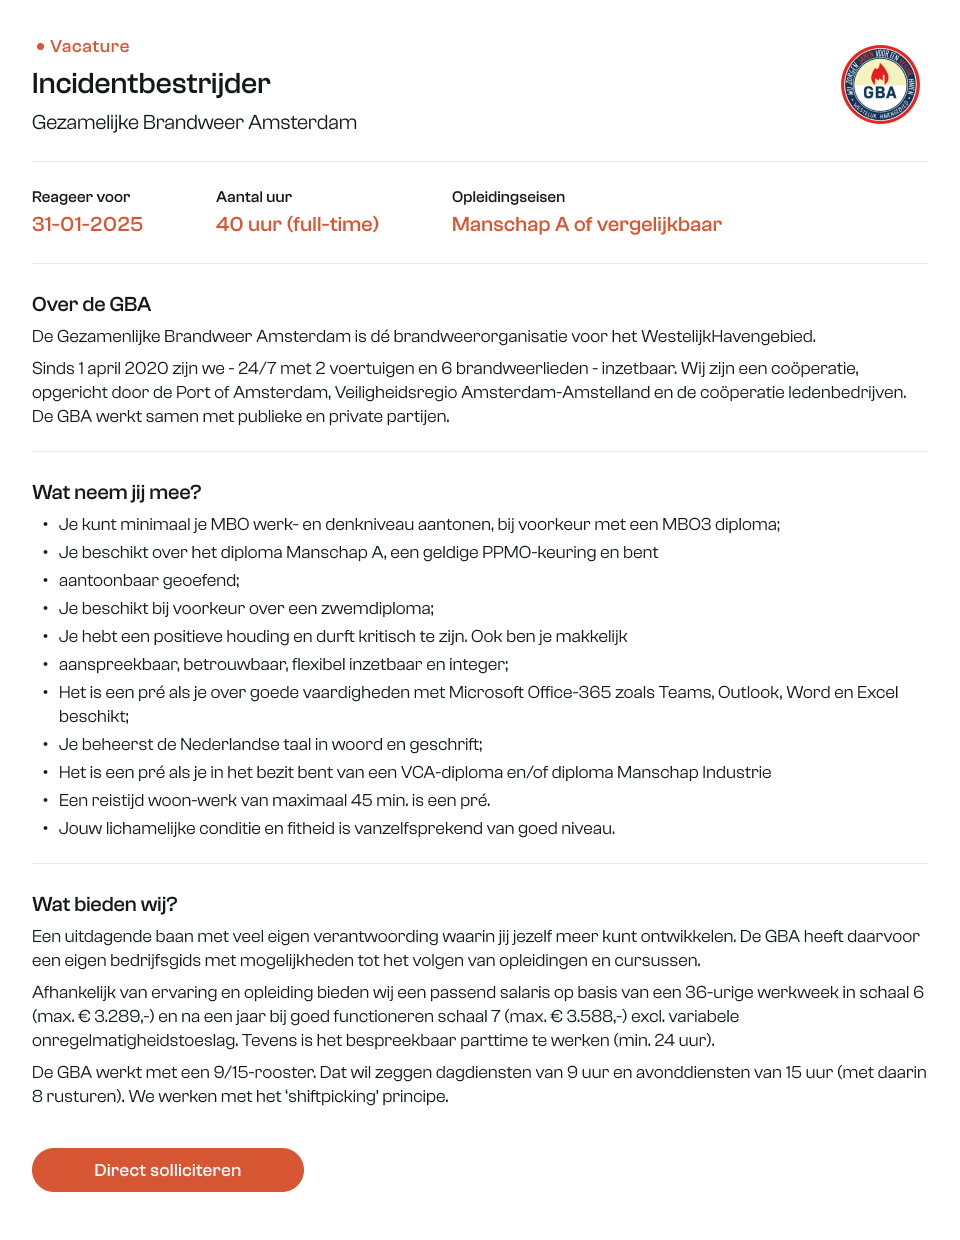 • Vacature
Incidentbestrijder
Gezamelijke Brandweer Amsterdam
WIJ ZORGEN SAMEN VOOR EEN VEILIGE HAVEN
GBA
• WESTELIJK HAVENGEBIED •
Reageer voor
31-01-2025
Aantal uur
40 uur (full-time)
Opleidingseisen
Manschap A of vergelijkbaar
Over de GBA
De Gezamenlijke Brandweer Amsterdam is dé brandweerorganisatie voor het WestelijkHavengebied.
Sinds 1 april 2020 zijn we - 24/7 met 2 voertuigen en 6 brandweerlieden - inzetbaar. Wij zijn een coöperatie,
opgericht door de Port of Amsterdam, Veiligheidsregio Amsterdam-Amstelland en de coöperatie ledenbedrijven.
De GBA werkt samen met publieke en private partijen.
Wat neem jij mee?
• Je kunt minimaal je MBO werk- en denkniveau aantonen, bij voorkeur met een MBO3 diploma;
• Je beschikt over het diploma Manschap A, een geldige PPMO-keuring en bent
• aantoonbaar geoefend;
• Je beschikt bij voorkeur over een zwemdiploma;
• Je hebt een positieve houding en durft kritisch te zijn. Ook ben je makkelijk
• aanspreekbaar, betrouwbaar, flexibel inzetbaar en integer;
• Het is een pré als je over goede vaardigheden met Microsoft Office-365 zoals Teams, Outlook, Word en Excel
beschikt;
• Je beheerst de Nederlandse taal in woord en geschrift;
• Het is een pré als je in het bezit bent van een VCA-diploma en/of diploma Manschap Industrie
• Een reistijd woon-werk van maximaal 45 min. is een pré.
• Jouw lichamelijke conditie en fitheid is vanzelfsprekend van goed niveau.
Wat bieden wij?
Een uitdagende baan met veel eigen verantwoording waarin jij jezelf meer kunt ontwikkelen. De GBA heeft daarvoor
een eigen bedrijfsgids met mogelijkheden tot het volgen van opleidingen en cursussen.
Afhankelijk van ervaring en opleiding bieden wij een passend salaris op basis van een 36-urige werkweek in schaal 6
(max. € 3.289,-) en na een jaar bij goed functioneren schaal 7 (max. € 3.588,-) excl. variabele
onregelmatigheidstoeslag. Tevens is het bespreekbaar parttime te werken (min. 24 uur).
De GBA werkt met een 9/15-rooster. Dat wil zeggen dagdiensten van 9 uur en avonddiensten van 15 uur (met daarin
8 rusturen). We werken met het ‘shiftpicking’ principe.
Direct solliciteren